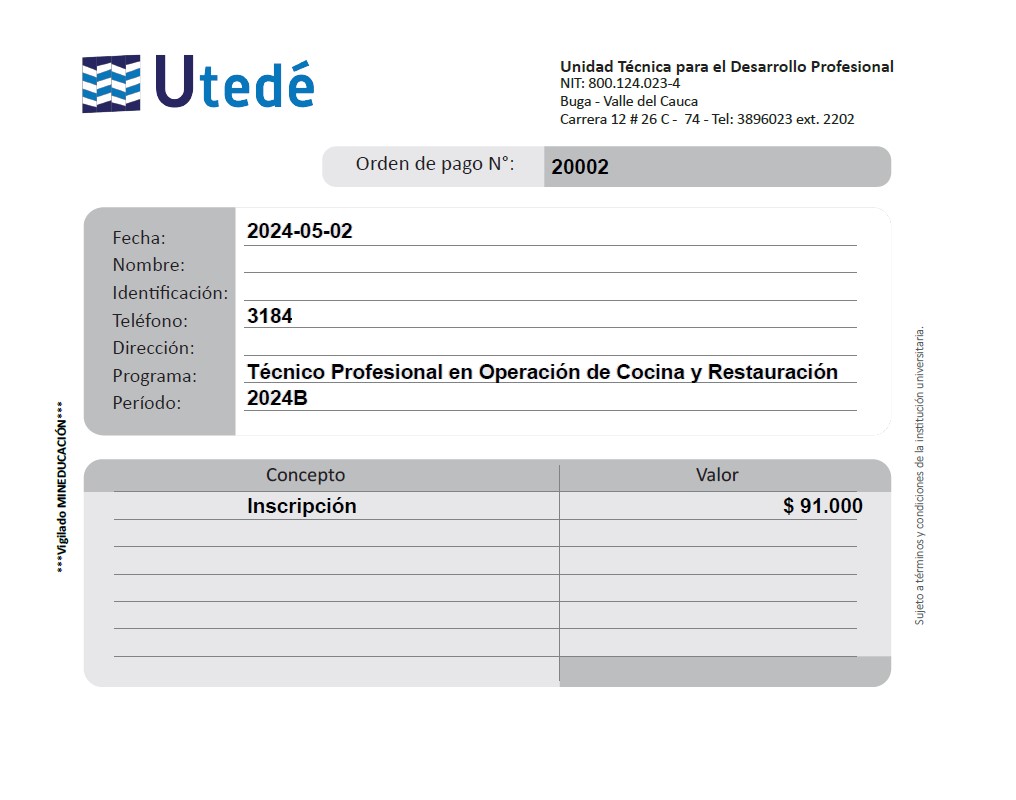 Utedé
Unidad Técnica para el Desarrollo Profesional
NIT: 800.124.023-4
Buga - Valle del Cauca
Carrera 12 # 26 C - 74 - Tel: 3896023 ext. 2202
Orden de pago N°: 20002
Fecha: 2024-05-02
Nombre:
Identificación:
Teléfono: 3184
Dirección:
Programa: Técnico Profesional en Operación de Cocina y Restauración
Período: 2024B
Concepto Valor
Inscripción $ 91.000
***Vigilado MINEDUCACIÓN***
Sujeto a términos y condiciones de la institución universitaria.